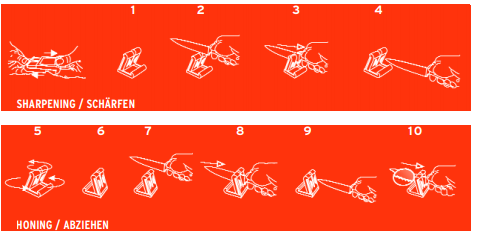 1 2 3 4
SHARPENING / SCHÄRFEN
5 6 7 8 9 10
HONING / ABZIEHEN